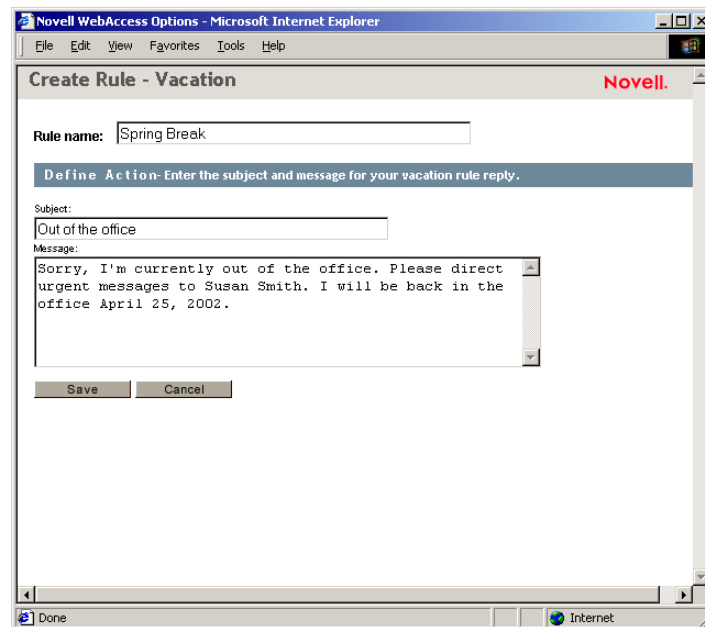 Novell WebAccess Options - Microsoft Internet Explorer
File Edit View Favorites Tools Help
Create Rule - Vacation
Novell.
Rule name: Spring Break
Define Action- Enter the subject and message for your vacation rule reply.
Subject:
Out of the office
Message:
Sorry, I'm currently out of the office. Please direct
urgent messages to Susan Smith. I will be back in the
office April 25, 2002.
Save Cancel
Done Internet